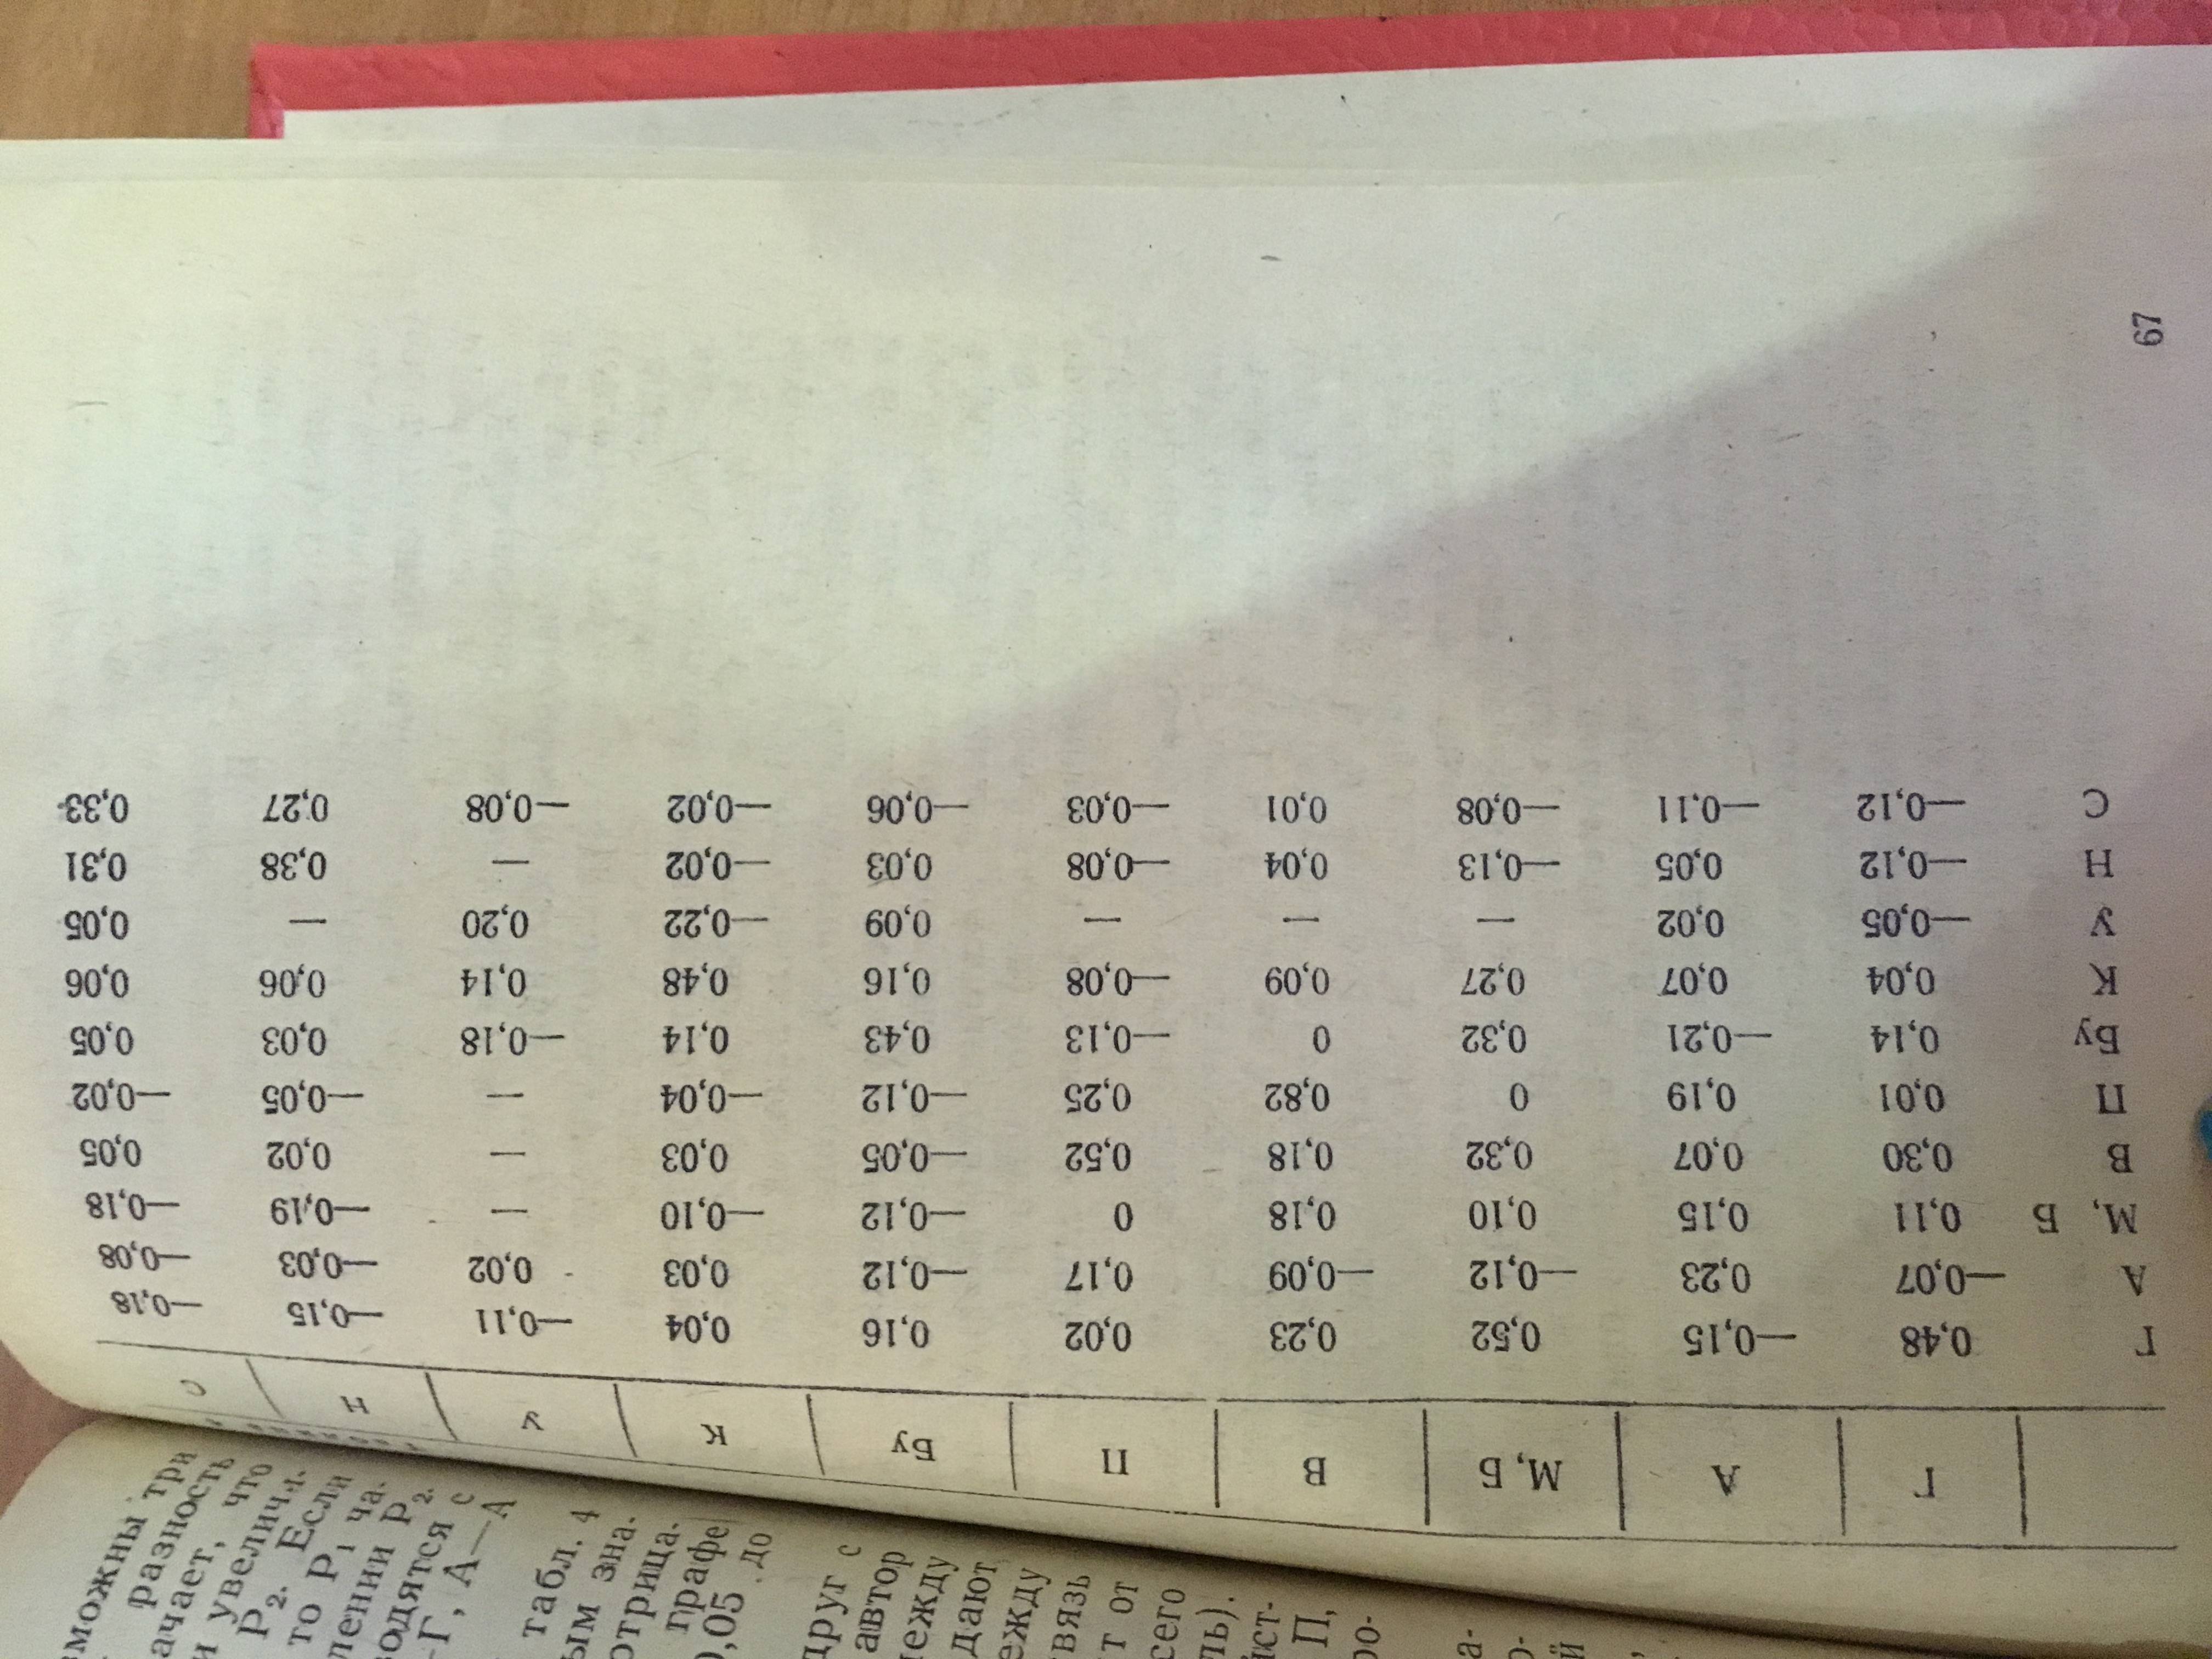 зможны три
разность
ачает, что
и увеличи-
P₂. Если
то P₁ ча-
лении P₂.
водятся с
—Г, А—А
табл. 4
ым зна-
отрица-
графе
0,05 до
друг с
автор
между
дают
ежду
связь
т от
сего
ль).
йст-
П,
ро-
а-
о-
й
Г А М, Б В П Бу К У Н С
Г 0,48 —0,15 0,52 0,23 0,02 0,16 0,04 —0,11 —0,15 —0,18
А —0,07 0,23 —0,12 —0,09 0,17 —0,12 0,03 0,02 —0,03 —0,08
М, Б 0,11 0,15 0,10 0,18 0 —0,12 —0,10 — —0,19 —0,18
В 0,30 0,07 0,32 0,18 0,52 —0,05 0,03 — 0,02 0,05
П 0,01 0,19 0 0,82 0,25 —0,12 —0,04 — —0,05 —0,02
Бу 0,14 —0,21 0,32 0 —0,13 0,43 0,14 —0,18 0,03 0,05
К 0,04 0,07 0,27 0,09 —0,08 0,16 0,48 0,14 0,06 0,06
У —0,05 0,02 — — — 0,09 —0,22 0,20 — 0,05
Н —0,12 0,05 —0,13 0,04 —0,08 0,03 —0,02 — 0,38 0,31
С —0,12 —0,11 —0,08 0,01 —0,03 —0,06 —0,02 —0,08 0,27 0,33
67